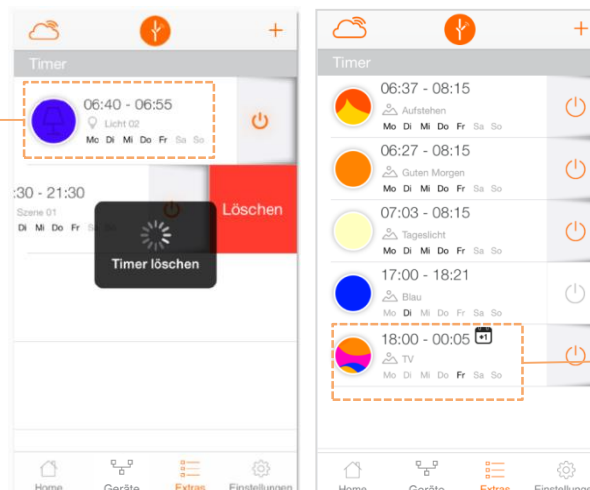 Timer
06:40 - 06:55
Licht 02
Mo Di Mi Do Fr Sa So
:30 - 21:30
Szene 01
Di Mi Do Fr
Löschen
Timer löschen
Home Geräte Extras Einstellungen
Timer
06:37 - 08:15
Aufstehen
Mo Di Mi Do Fr Sa So
06:27 - 08:15
Guten Morgen
Mo Di Mi Do Fr Sa So
07:03 - 08:15
Tageslicht
Mo Di Mi Do Fr Sa So
17:00 - 18:21
Blau
Mo Di Mi Do Fr Sa So
18:00 - 00:05 +1
TV
Mo Di Mi Do Fr Sa So
Home Geräte Extras Einstellunge